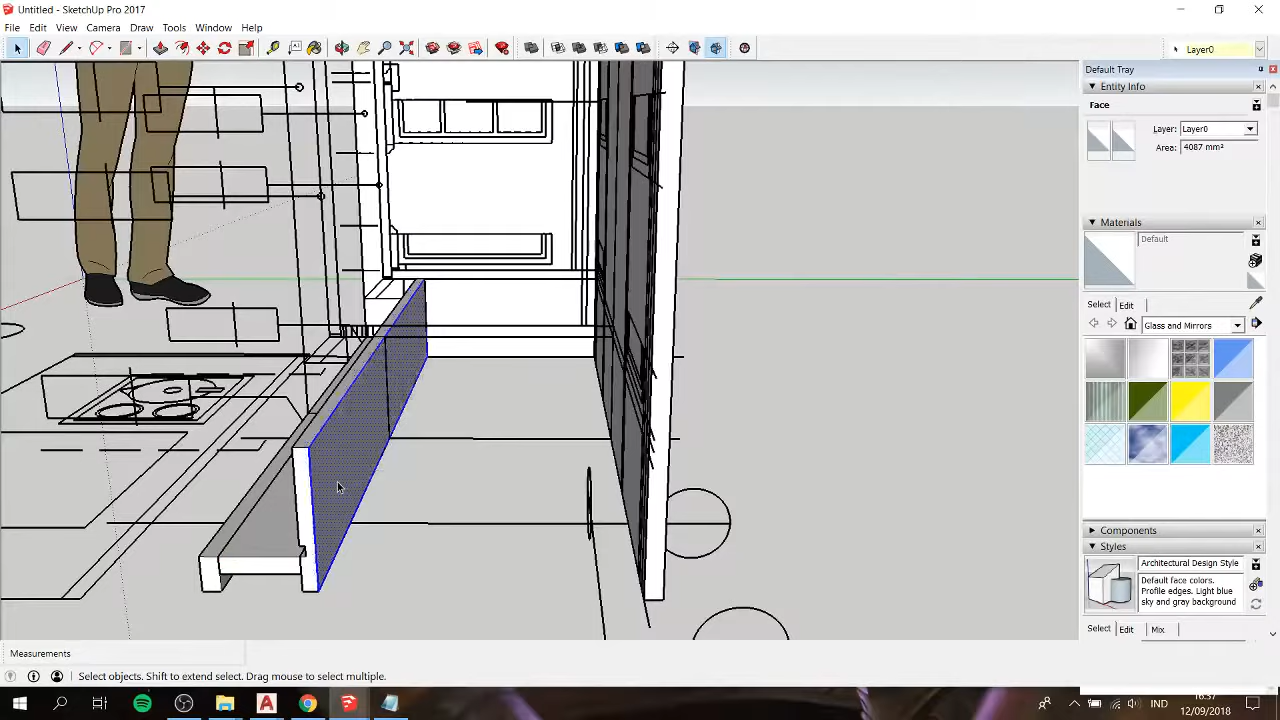 Untitled - SketchUp Pro 2017
File Edit View Camera Draw Tools Window Help
Layer0
Default Tray
Entity Info
Face
Layer: Layer0
Area: 4087 mm²
Materials
Default
Select Edit
Glass and Mirrors
Components
Styles
Architectural Design Style
Default face colors.
Profile edges. Light blue
sky and gray background
Select Edit Mix
Measurements
Select objects. Shift to extend select. Drag mouse to select multiple.
IND
16:37
12/09/2018